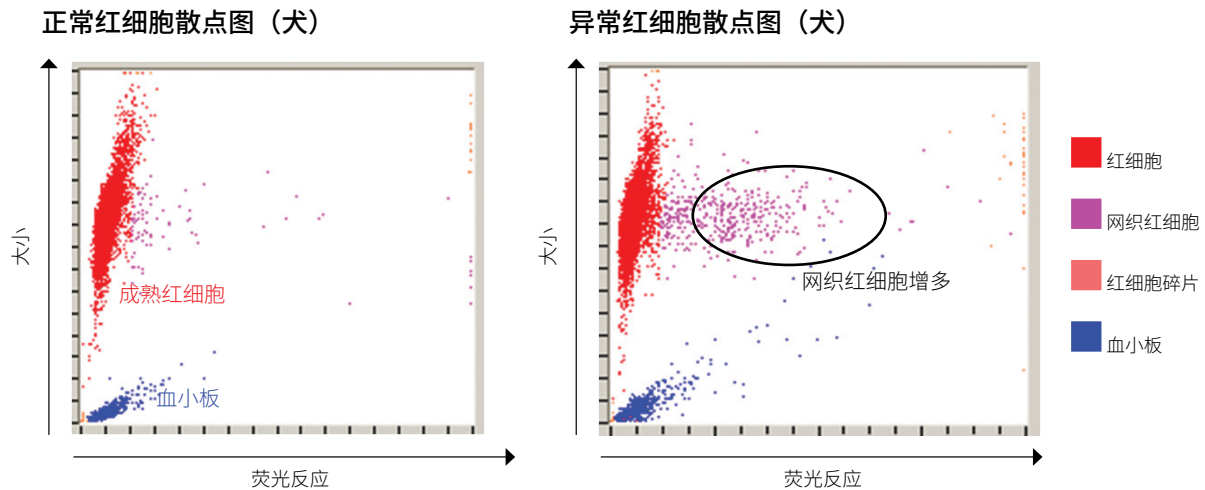 正常红细胞散点图（犬）
大小
成熟红细胞
血小板
荧光反应
异常红细胞散点图（犬）
大小
网织红细胞增多
荧光反应
红细胞
网织红细胞
红细胞碎片
血小板